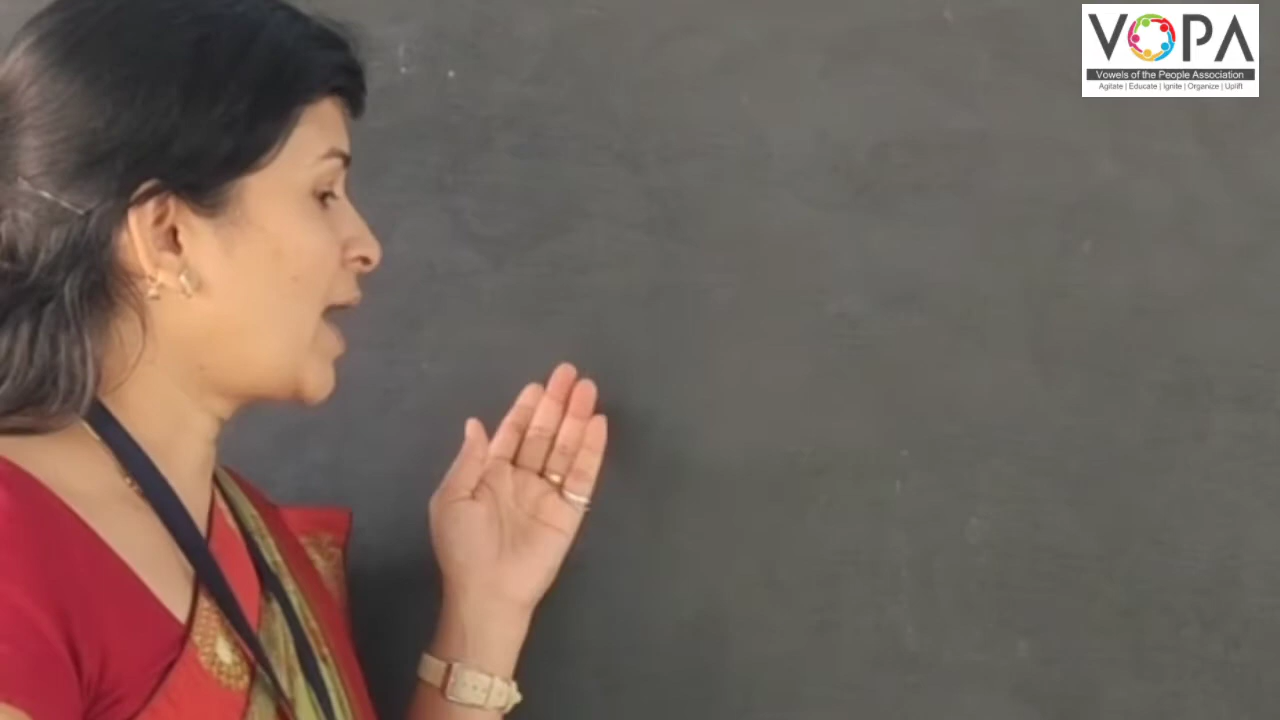 VOPA
Vowels of the People Association
Agitate | Educate | Ignite | Organize | Uplift